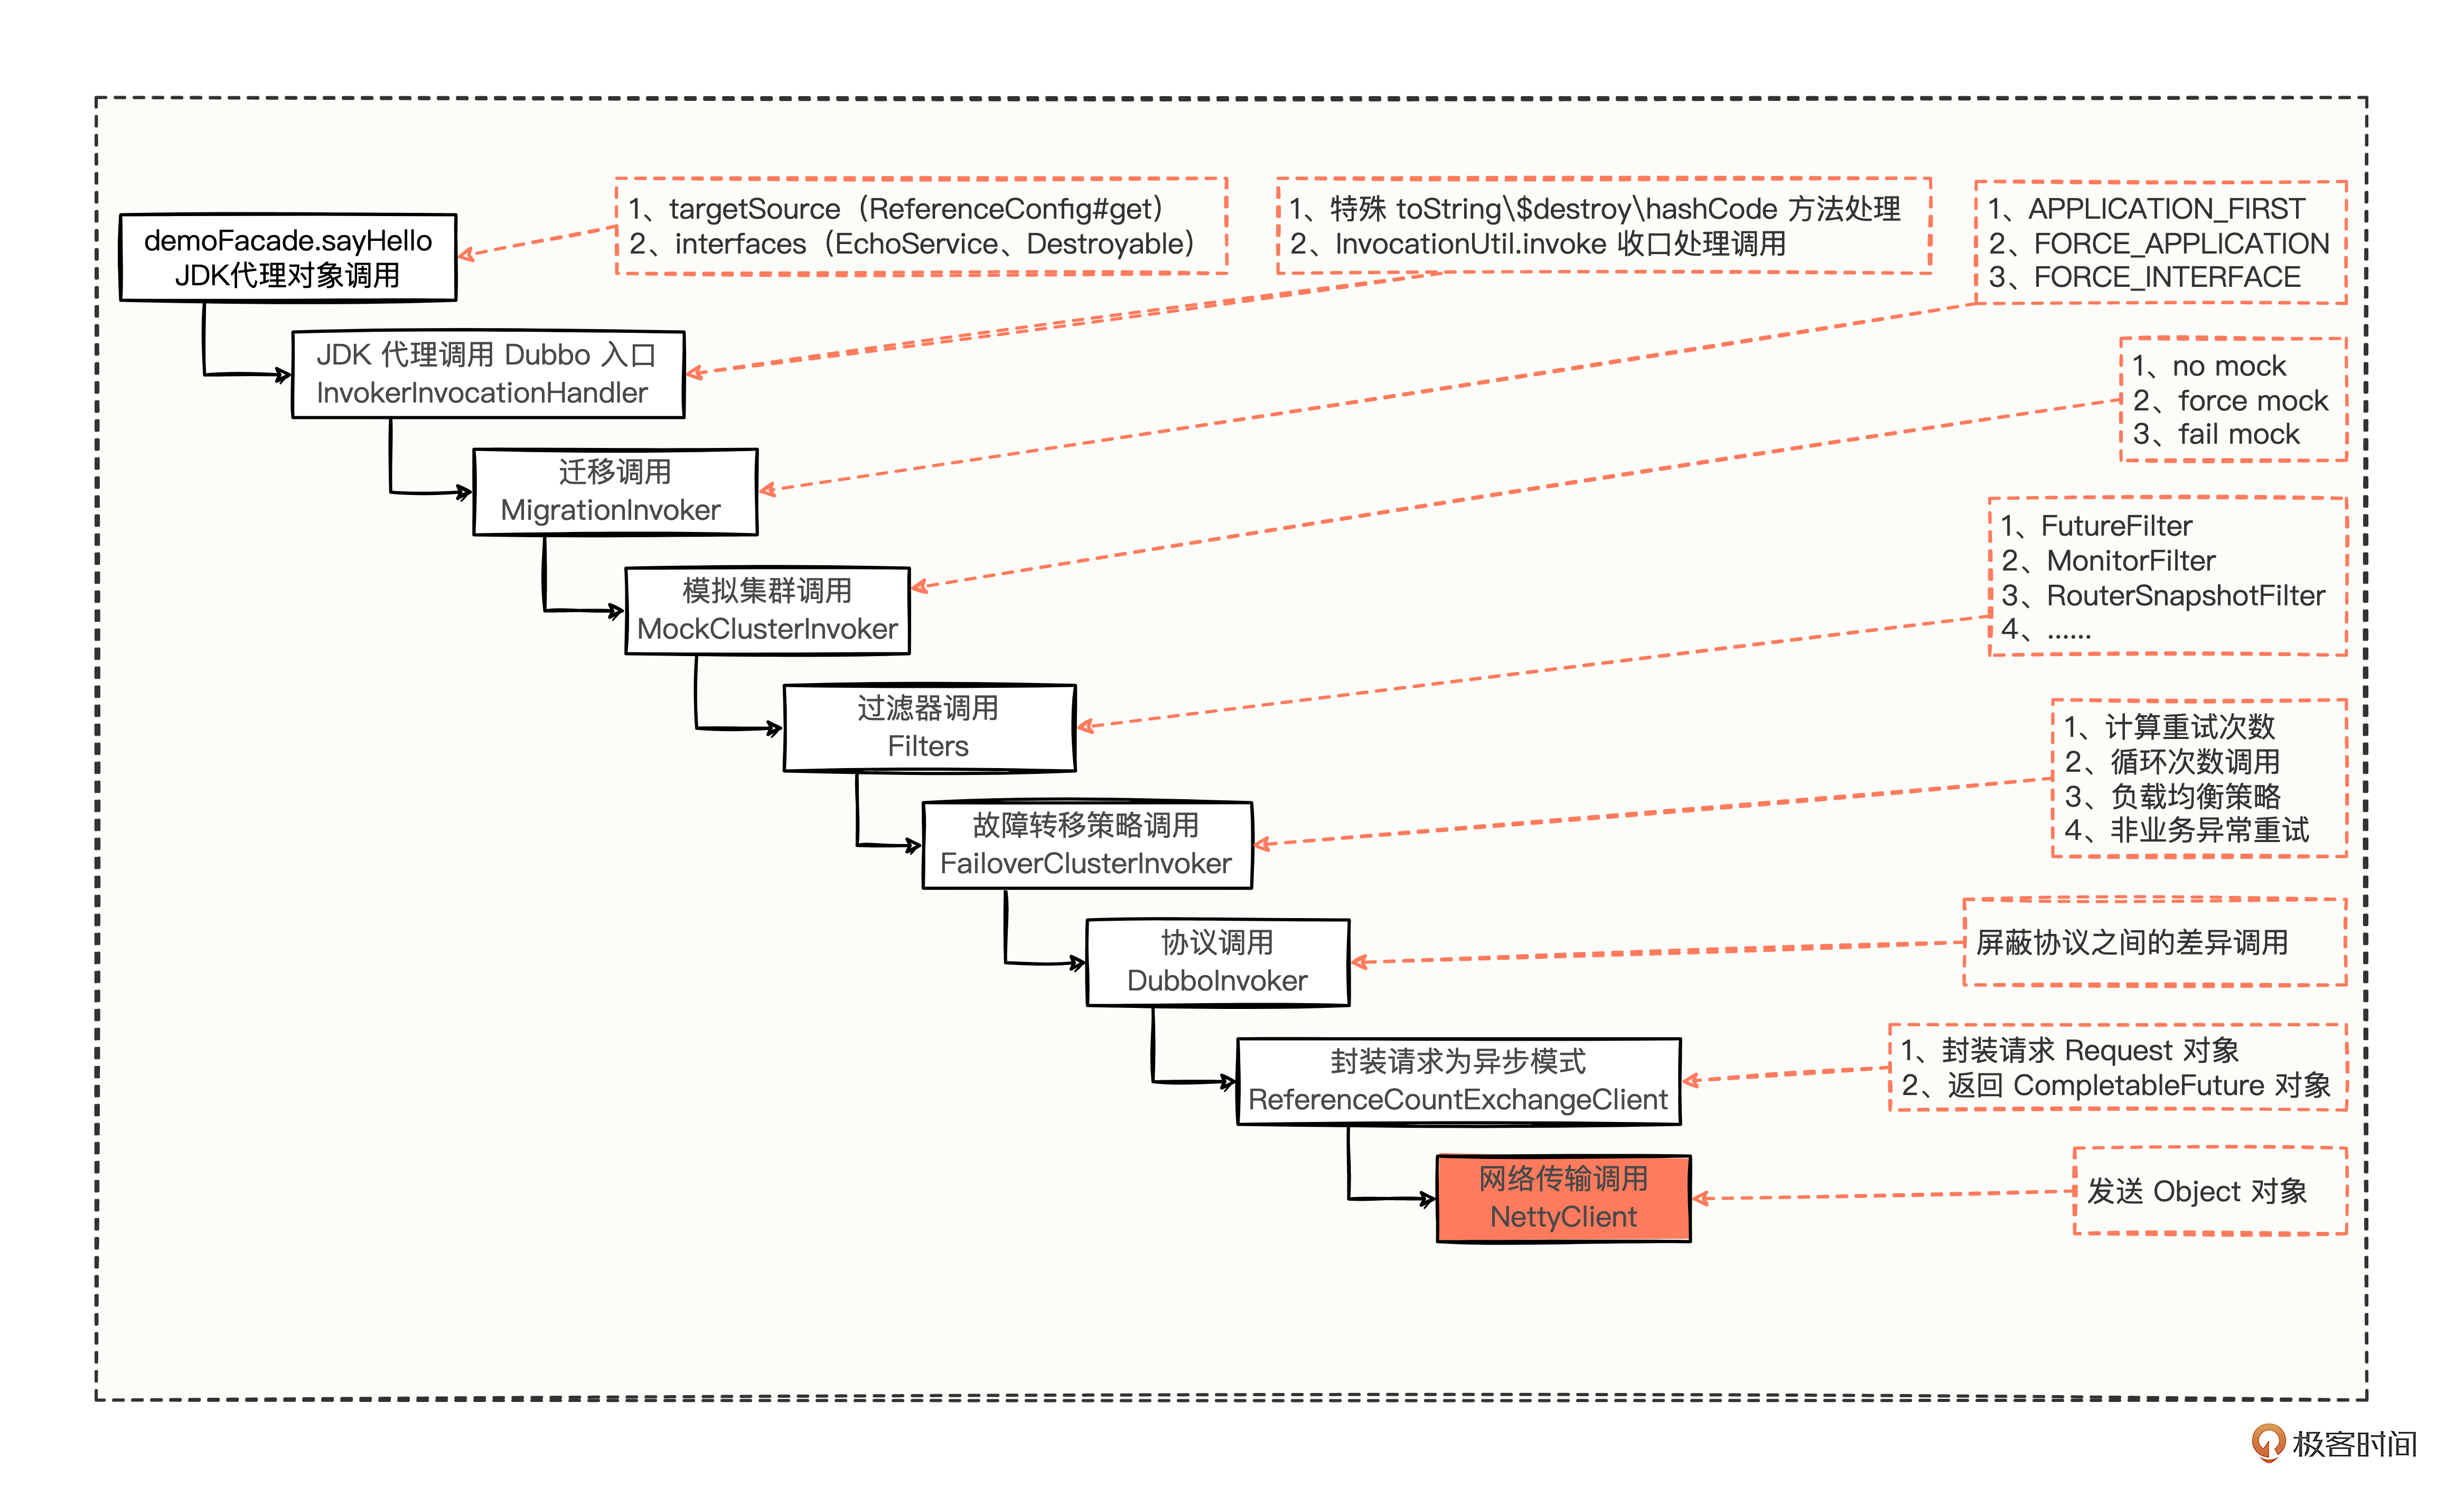 demoFacade.sayHello
JDK代理对象调用
1、targetSource（ReferenceConfig#get）
2、interfaces（EchoService、Destroyable）
1、特殊 toString\$destroy\hashCode 方法处理
2、InvocationUtil.invoke 收口处理调用
1、APPLICATION_FIRST
2、FORCE_APPLICATION
3、FORCE_INTERFACE
JDK 代理调用 Dubbo 入口
InvokerInvocationHandler
1、no mock
2、force mock
3、fail mock
迁移调用
MigrationInvoker
1、FutureFilter
2、MonitorFilter
3、RouterSnapshotFilter
4、......
模拟集群调用
MockClusterInvoker
过滤器调用
Filters
1、计算重试次数
2、循环次数调用
3、负载均衡策略
4、非业务异常重试
故障转移策略调用
FailoverClusterInvoker
协议调用
DubboInvoker
屏蔽协议之间的差异调用
封装请求为异步模式
ReferenceCountExchangeClient
1、封装请求 Request 对象
2、返回 CompletableFuture 对象
网络传输调用
NettyClient
发送 Object 对象
极客时间